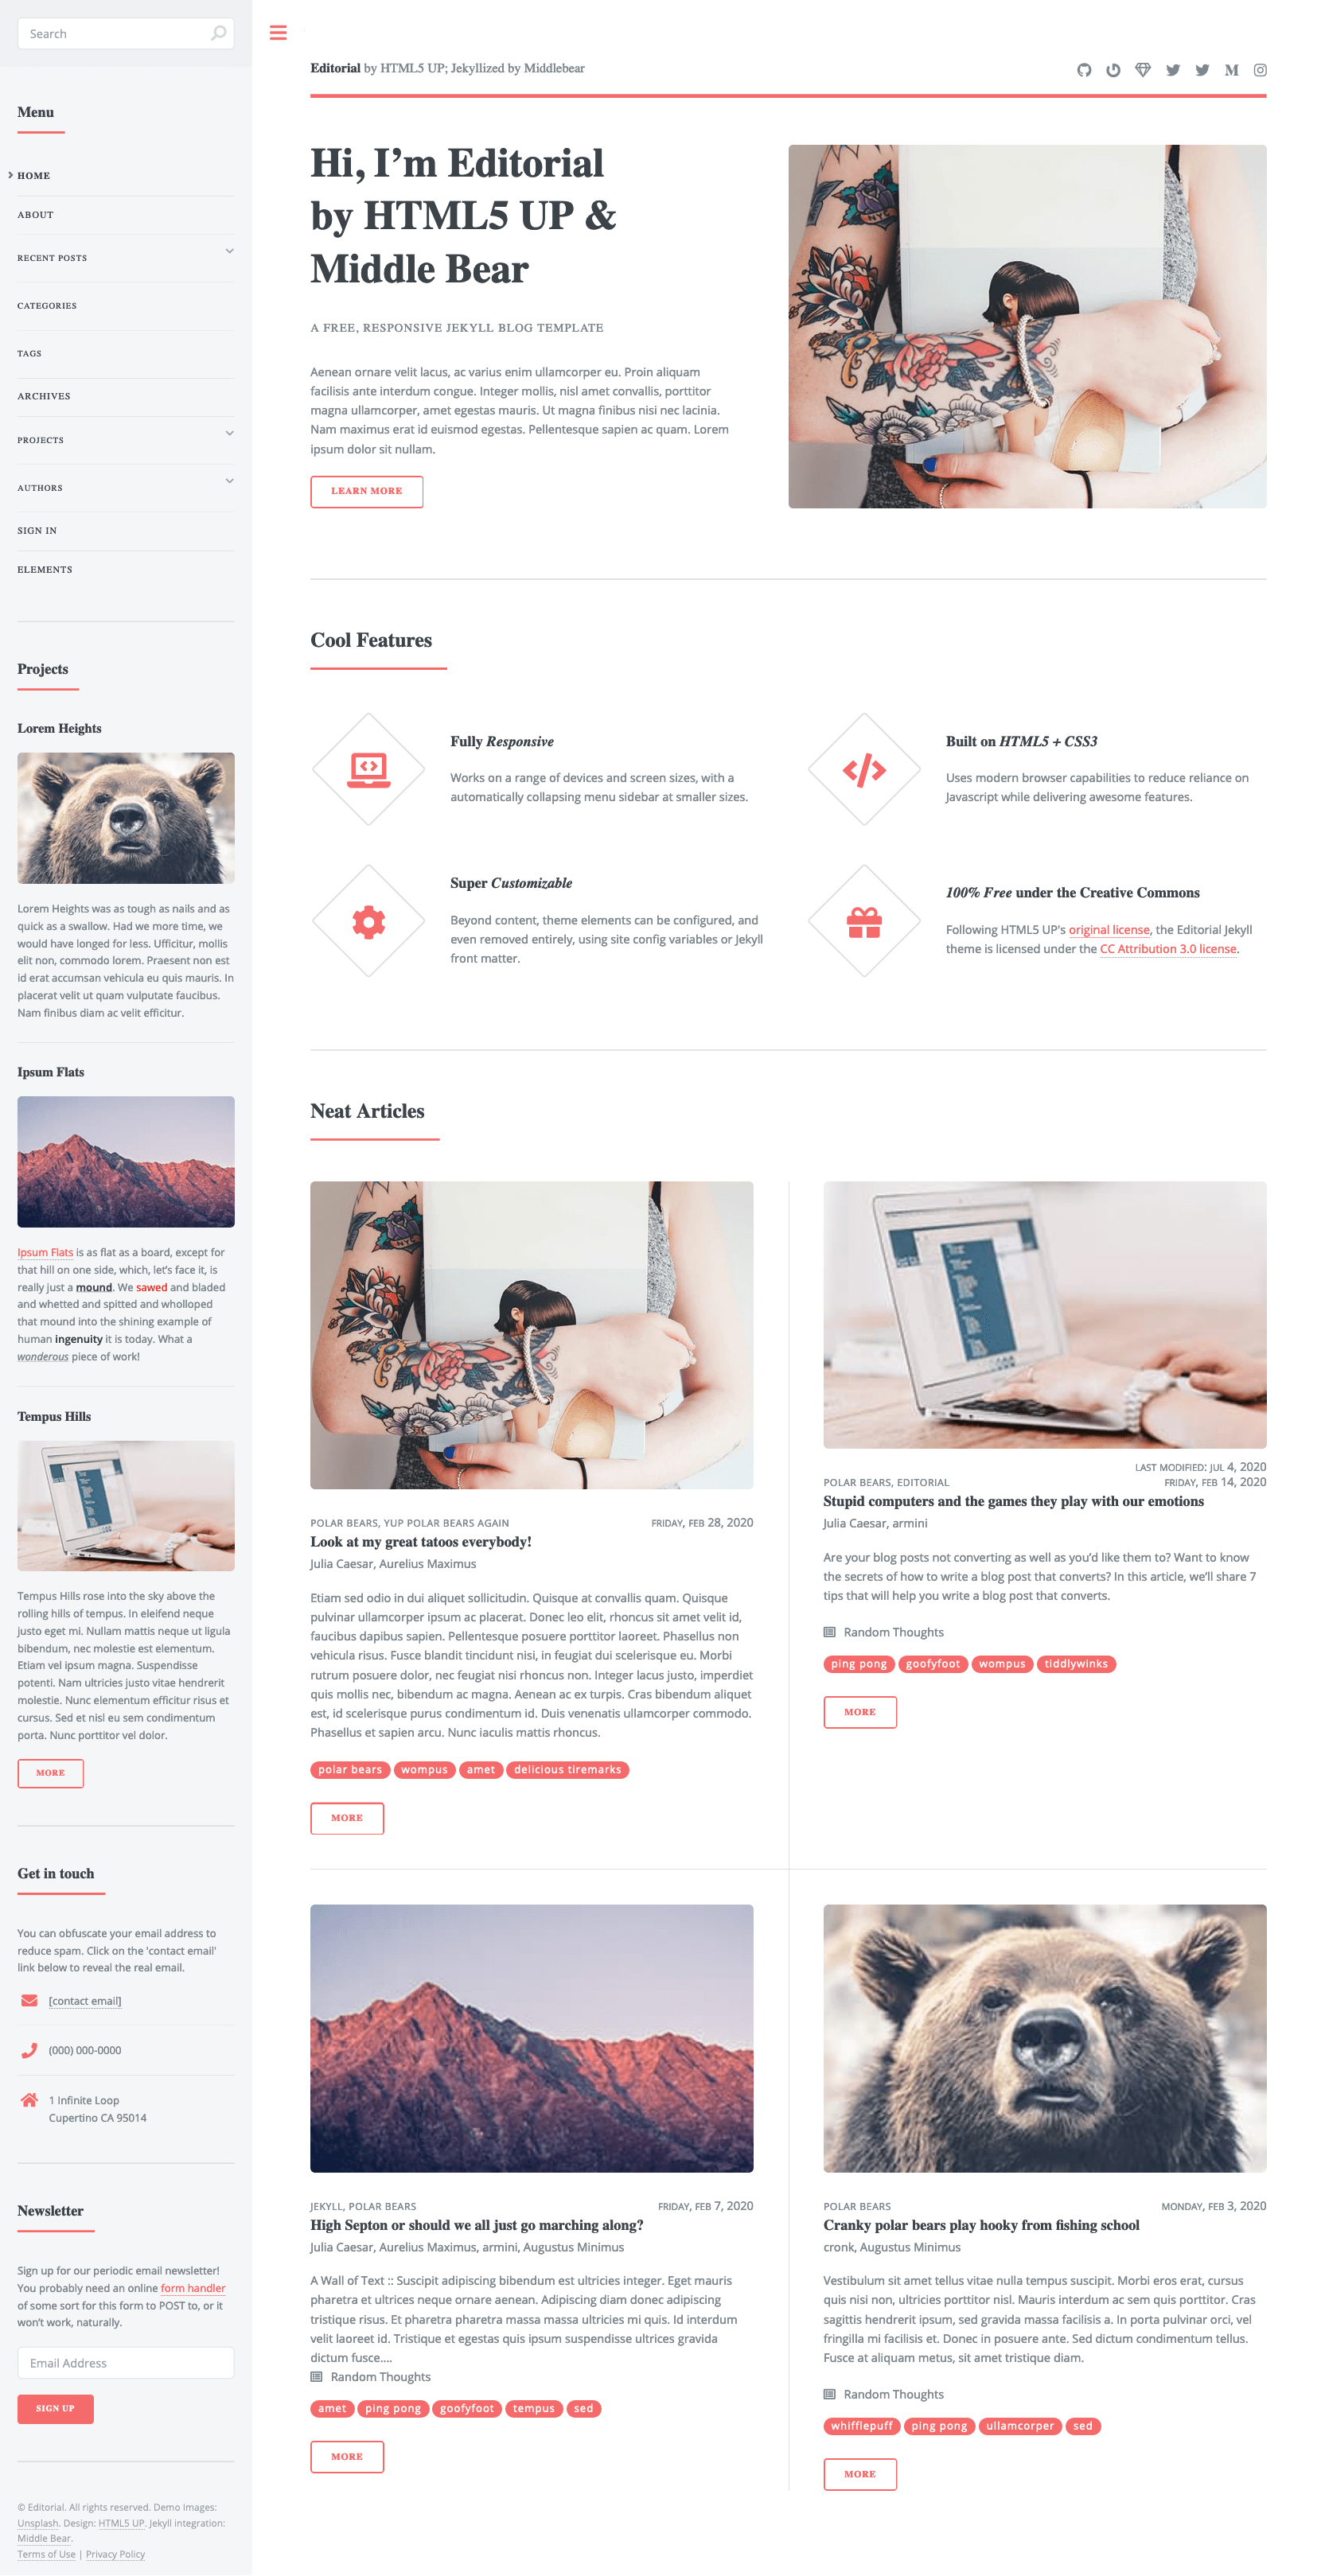 Search
Menu
HOME
ABOUT
RECENT POSTS
CATEGORIES
TAGS
ARCHIVES
PROJECTS
AUTHORS
SIGN IN
ELEMENTS
Projects
Lorem Heights
Lorem Heights was as tough as nails and as
quick as a swallow. Had we more time, we
would have longed for less. Ufficitur, mollis
elit non, commodo lorem. Praesent non est
id erat accumsan vehicula eu quis mauris. In
placerat velit ut quam vulputate faucibus.
Nam finibus diam ac velit efficitur.
Ipsum Flats
Ipsum Flats is as flat as a board, except for
that hill on one side, which, let’s face it, is
really just a mound. We sawed and bladed
and whetted and spitted and wholloped
that mound into the shining example of
human ingenuity it is today. What a
wonderous piece of work!
Tempus Hills
Tempus Hills rose into the sky above the
rolling hills of tempus. In eleifend neque
justo eget mi. Nullam mattis neque ut ligula
bibendum, nec molestie est elementum.
Etiam vel ipsum magna. Suspendisse
potenti. Nam ultricies justo vitae hendrerit
molestie. Nunc elementum efficitur risus et
cursus. Sed et nisl eu sem condimentum
porta. Nunc porttitor vel dolor.
MORE
Get in touch
You can obfuscate your email address to
reduce spam. Click on the 'contact email'
link below to reveal the real email.
[contact email]
(000) 000-0000
1 Infinite Loop
Cupertino CA 95014
Newsletter
Sign up for our periodic email newsletter!
You probably need an online form handler
of some sort for this form to POST to, or it
won’t work, naturally.
Email Address
SIGN UP
© Editorial. All rights reserved. Demo Images:
Unsplash. Design: HTML5 UP. Jekyll integration:
Middle Bear.
Terms of Use | Privacy Policy
Editorial by HTML5 UP; Jekyllized by Middlebear
Hi, I’m Editorial
by HTML5 UP &
Middle Bear
A FREE, RESPONSIVE JEKYLL BLOG TEMPLATE
Aenean ornare velit lacus, ac varius enim ullamcorper eu. Proin aliquam
facilisis ante interdum congue. Integer mollis, nisl amet convallis, porttitor
magna ullamcorper, amet egestas mauris. Ut magna finibus nisi nec lacinia.
Nam maximus erat id euismod egestas. Pellentesque sapien ac quam. Lorem
ipsum dolor sit nullam.
LEARN MORE
Cool Features
Fully Responsive
Works on a range of devices and screen sizes, with a
automatically collapsing menu sidebar at smaller sizes.
Built on HTML5 + CSS3
Uses modern browser capabilities to reduce reliance on
Javascript while delivering awesome features.
Super Customizable
Beyond content, theme elements can be configured, and
even removed entirely, using site config variables or Jekyll
front matter.
100% Free under the Creative Commons
Following HTML5 UP's original license, the Editorial Jekyll
theme is licensed under the CC Attribution 3.0 license.
Neat Articles
POLAR BEARS, YUP POLAR BEARS AGAIN FRIDAY, FEB 28, 2020
Look at my great tatoos everybody!
Julia Caesar, Aurelius Maximus
Etiam sed odio in dui aliquet sollicitudin. Quisque at convallis quam. Quisque
pulvinar ullamcorper ipsum ac placerat. Donec leo elit, rhoncus sit amet velit id,
faucibus dapibus sapien. Pellentesque posuere porttitor laoreet. Phasellus non
vehicula risus. Fusce blandit tincidunt nisi, in feugiat dui scelerisque eu. Morbi
rutrum posuere dolor, nec feugiat nisi rhoncus non. Integer lacus justo, imperdiet
quis mollis nec, bibendum ac magna. Aenean ac ex turpis. Cras bibendum aliquet
est, id scelerisque purus condimentum id. Duis venenatis ullamcorper commodo.
Phasellus et sapien arcu. Nunc iaculis mattis rhoncus.
polar bears wompus amet delicious tiremarks
MORE
LAST MODIFIED: JUL 4, 2020
POLAR BEARS, EDITORIAL FRIDAY, FEB 14, 2020
Stupid computers and the games they play with our emotions
Julia Caesar, armini
Are your blog posts not converting as well as you’d like them to? Want to know
the secrets of how to write a blog post that converts? In this article, we’ll share 7
tips that will help you write a blog post that converts.
Random Thoughts
ping pong goofyfoot wompus tiddlywinks
MORE
JEKYLL, POLAR BEARS FRIDAY, FEB 7, 2020
High Septon or should we all just go marching along?
Julia Caesar, Aurelius Maximus, armini, Augustus Minimus
A Wall of Text :: Suscipit adipiscing bibendum est ultricies integer. Eget mauris
pharetra et ultrices neque ornare aenean. Adipiscing diam donec adipiscing
tristique risus. Et pharetra pharetra massa massa ultricies mi quis. Id interdum
velit laoreet id. Tristique et egestas quis ipsum suspendisse ultrices gravida
dictum fusce....
Random Thoughts
amet ping pong goofyfoot tempus sed
MORE
POLAR BEARS MONDAY, FEB 3, 2020
Cranky polar bears play hooky from fishing school
cronk, Augustus Minimus
Vestibulum sit amet tellus vitae nulla tempus suscipit. Morbi eros erat, cursus
quis nisi non, ultricies porttitor nisl. Mauris interdum ac sem quis porttitor. Cras
sagittis hendrerit ipsum, sed gravida massa facilisis a. In porta pulvinar orci, vel
fringilla mi facilisis et. Donec in posuere ante. Sed dictum condimentum tellus.
Fusce at aliquam metus, sit amet tristique diam.
Random Thoughts
whifflepuff ping pong ullamcorper sed
MORE